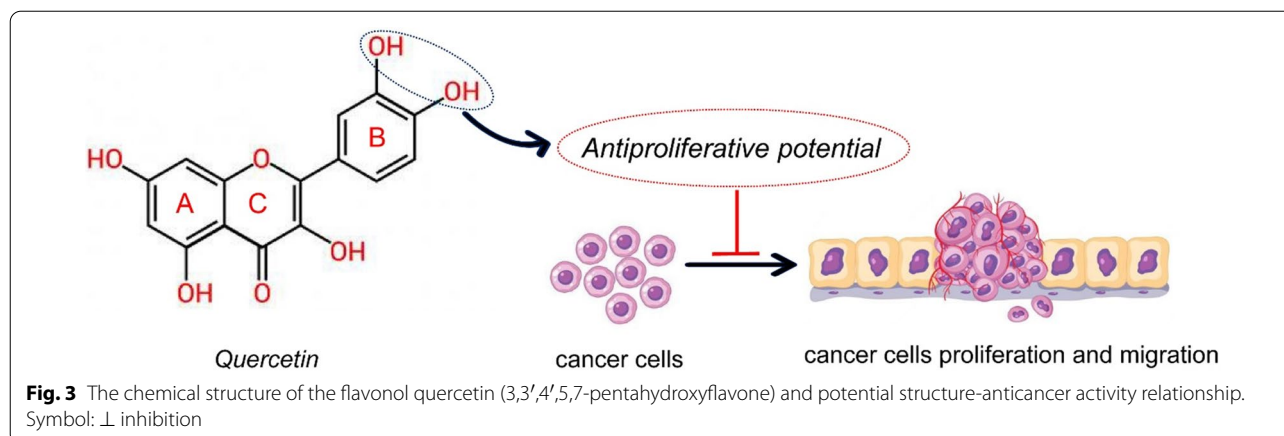 OH
OH
B
HO
O
A
C
OH
OH
O
Quercetin
Antiproliferative potential
cancer cells
cancer cells proliferation and migration
Fig. 3 The chemical structure of the flavonol quercetin (3,3′,4′,5,7-pentahydroxyflavone) and potential structure-anticancer activity relationship.
Symbol: ⊥ inhibition